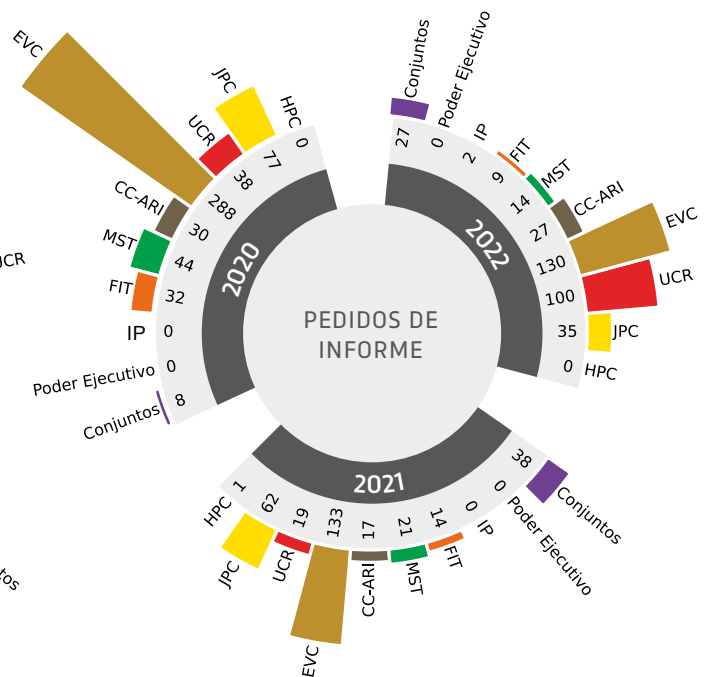 PEDIDOS DE
INFORME
2020
Conjuntos 8
Poder Ejecutivo 0
IP 0
FIT 32
MST 44
CC-ARI 30
EVC 288
UCR 38
JPC 77
HPC 0
2022
Conjuntos 27
Poder Ejecutivo 0
IP 2
FIT 9
MST 14
CC-ARI 27
EVC 130
UCR 100
JPC 35
HPC 0
2021
Conjuntos 38
Poder Ejecutivo 0
IP 0
FIT 14
MST 21
CC-ARI 17
EVC 133
UCR 19
JPC 62
HPC 1